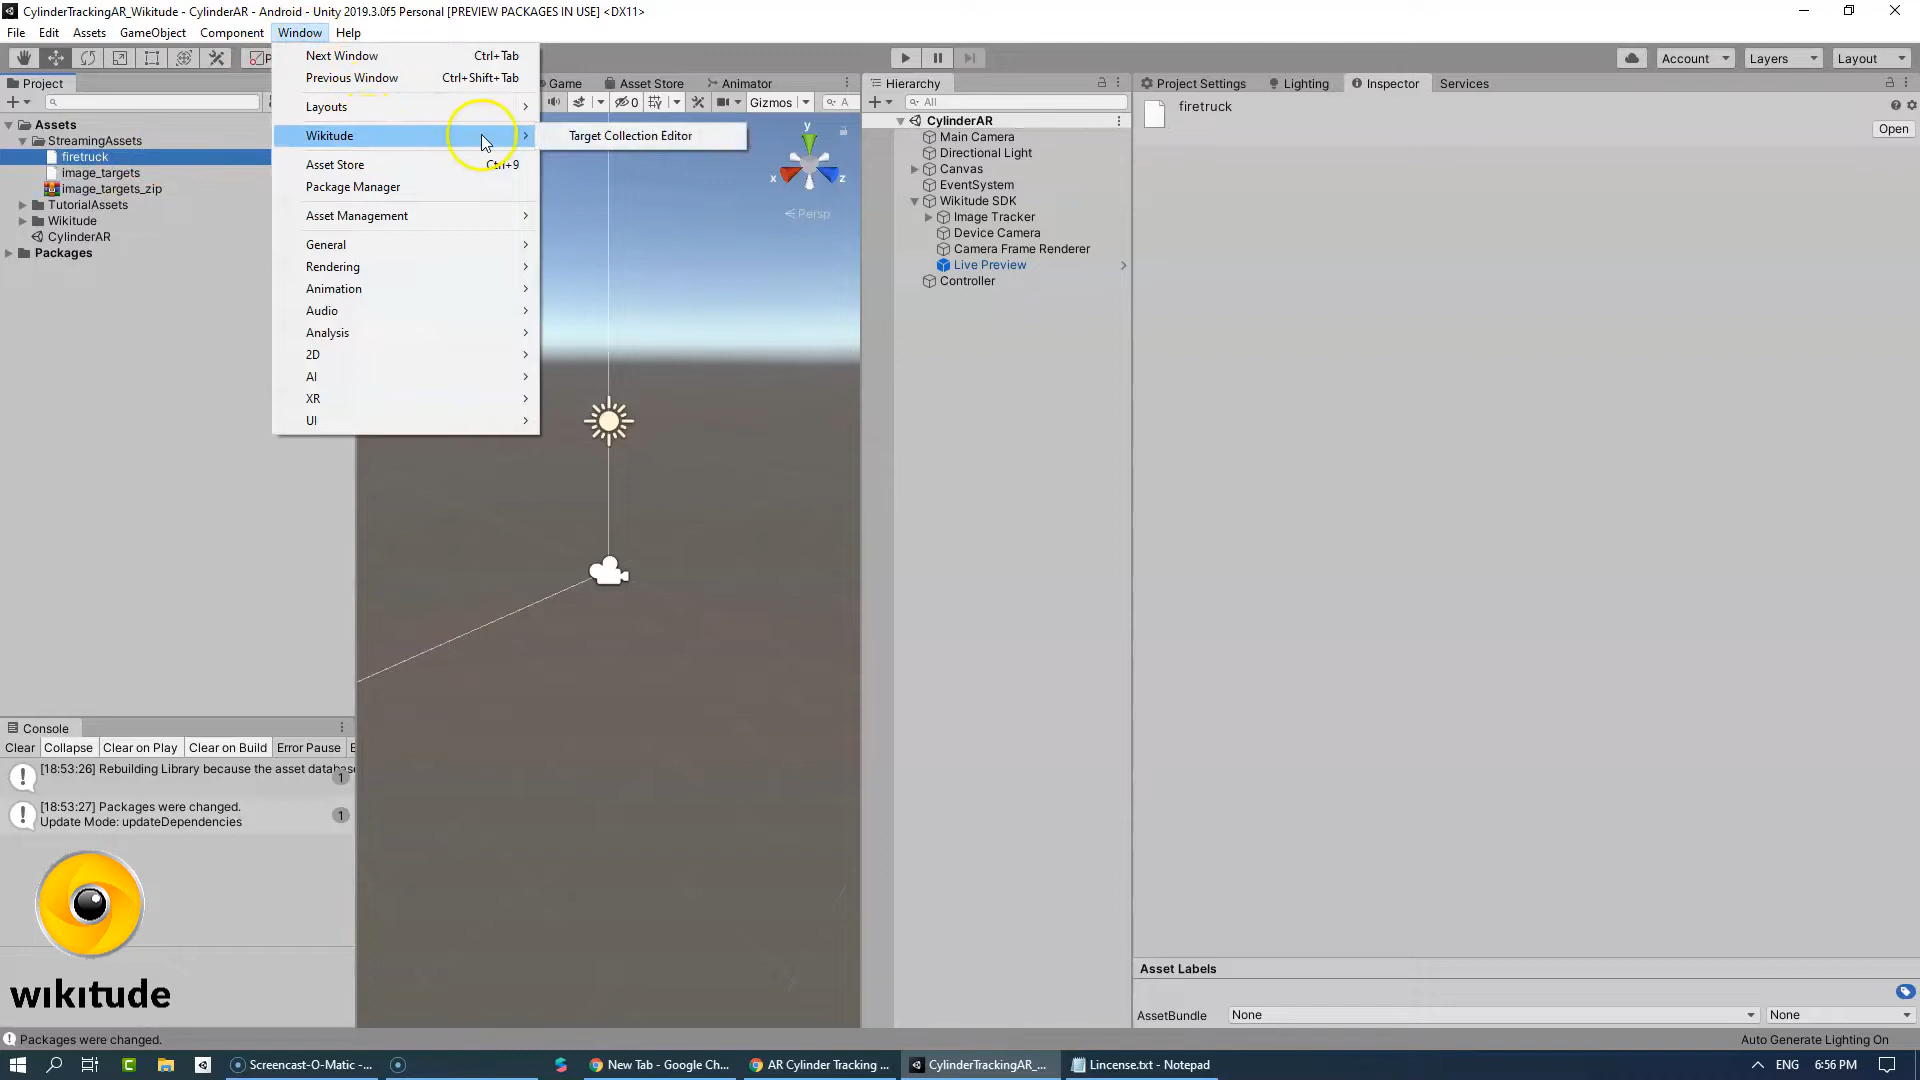 CylinderTrackingAR_Wikitude - CylinderAR - Android - Unity 2019.3.0f5 Personal [PREVIEW PACKAGES IN USE] <DX11>
File Edit Assets GameObject Component Window Help
Next Window Ctrl+Tab
Previous Window Ctrl+Shift+Tab
Layouts
Wikitude
Target Collection Editor
Asset Store Ctrl+9
Package Manager
Asset Management
General
Rendering
Animation
Audio
Analysis
2D
AI
XR
UI
Account Layers Layout
Project
Assets
StreamingAssets
firetruck
image_targets
image_targets_zip
TutorialAssets
Wikitude
CylinderAR
Packages
Game Asset Store Animator
0 Gizmos A
y
x z
Persp
Hierarchy
All
CylinderAR
Main Camera
Directional Light
Canvas
EventSystem
Wikitude SDK
Image Tracker
Device Camera
Camera Frame Renderer
Live Preview
Controller
Project Settings Lighting Inspector Services
firetruck
Open
Console
Clear Collapse Clear on Play Clear on Build Error Pause E
[18:53:26] Rebuilding Library because the asset database
1
[18:53:27] Packages were changed.
Update Mode: updateDependencies
1
wikitude
Asset Labels
AssetBundle None None
Packages were changed.
Auto Generate Lighting On
Screencast-O-Matic -... New Tab - Google Ch... AR Cylinder Tracking ... CylinderTrackingAR_... Lincense.txt - Notepad ENG 6:56 PM